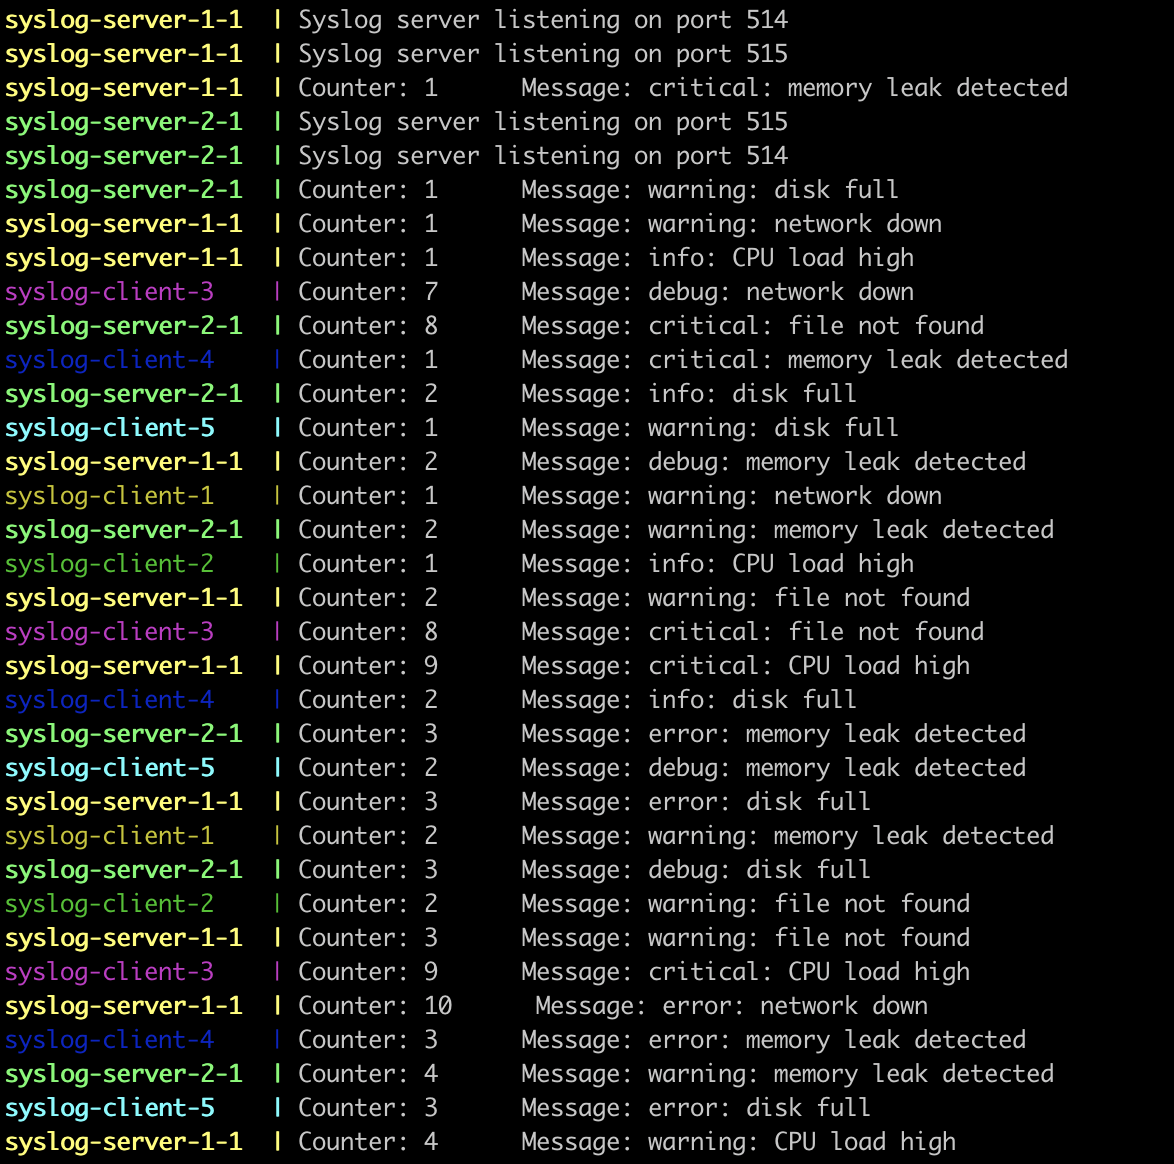 syslog-server-1-1 | Syslog server listening on port 514
syslog-server-1-1 | Syslog server listening on port 515
syslog-server-1-1 | Counter: 1 Message: critical: memory leak detected
syslog-server-2-1 | Syslog server listening on port 515
syslog-server-2-1 | Syslog server listening on port 514
syslog-server-2-1 | Counter: 1 Message: warning: disk full
syslog-server-1-1 | Counter: 1 Message: warning: network down
syslog-server-1-1 | Counter: 1 Message: info: CPU load high
syslog-client-3 | Counter: 7 Message: debug: network down
syslog-server-2-1 | Counter: 8 Message: critical: file not found
syslog-client-4 | Counter: 1 Message: critical: memory leak detected
syslog-server-2-1 | Counter: 2 Message: info: disk full
syslog-client-5 | Counter: 1 Message: warning: disk full
syslog-server-1-1 | Counter: 2 Message: debug: memory leak detected
syslog-client-1 | Counter: 1 Message: warning: network down
syslog-server-2-1 | Counter: 2 Message: warning: memory leak detected
syslog-client-2 | Counter: 1 Message: info: CPU load high
syslog-server-1-1 | Counter: 2 Message: warning: file not found
syslog-client-3 | Counter: 8 Message: critical: file not found
syslog-server-1-1 | Counter: 9 Message: critical: CPU load high
syslog-client-4 | Counter: 2 Message: info: disk full
syslog-server-2-1 | Counter: 3 Message: error: memory leak detected
syslog-client-5 | Counter: 2 Message: debug: memory leak detected
syslog-server-1-1 | Counter: 3 Message: error: disk full
syslog-client-1 | Counter: 2 Message: warning: memory leak detected
syslog-server-2-1 | Counter: 3 Message: debug: disk full
syslog-client-2 | Counter: 2 Message: warning: file not found
syslog-server-1-1 | Counter: 3 Message: warning: file not found
syslog-client-3 | Counter: 9 Message: critical: CPU load high
syslog-server-1-1 | Counter: 10 Message: error: network down
syslog-client-4 | Counter: 3 Message: error: memory leak detected
syslog-server-2-1 | Counter: 4 Message: warning: memory leak detected
syslog-client-5 | Counter: 3 Message: error: disk full
syslog-server-1-1 | Counter: 4 Message: warning: CPU load high